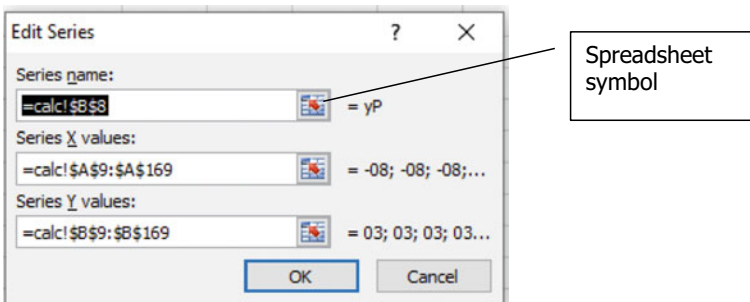 Edit Series ? ×
Series name:
=calc!$B$8 = yP
Series X values:
=calc!$A$9:$A$169 = -08; -08; -08;...
Series Y values:
=calc!$B$9:$B$169 = 03; 03; 03; 03...
OK Cancel
Spreadsheet
symbol